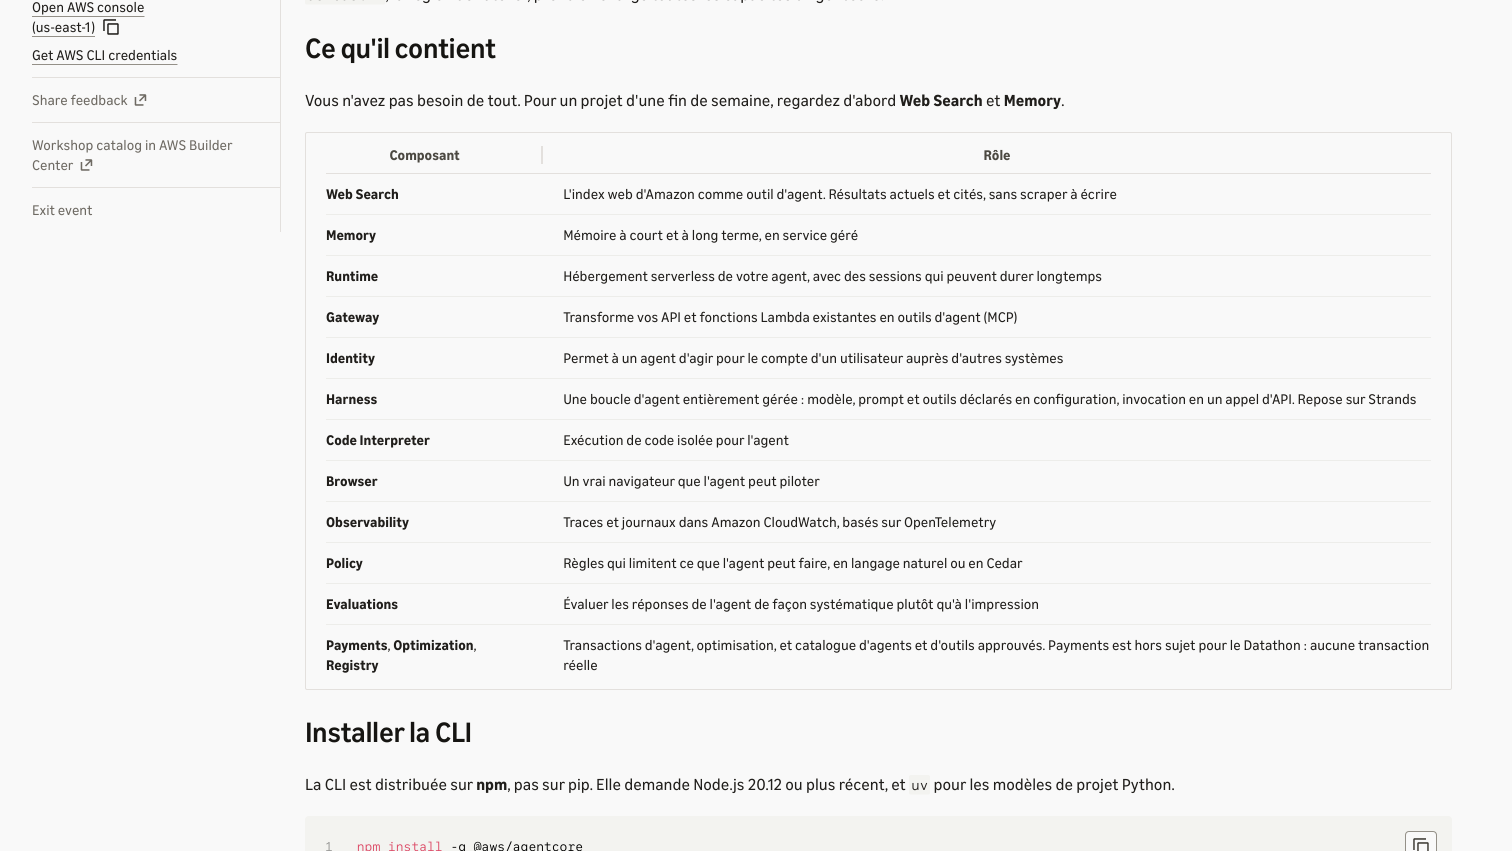 Open AWS console
(us-east-1)
Get AWS CLI credentials
Share feedback
Workshop catalog in AWS Builder
Center
Exit event
Ce qu'il contient
Vous n'avez pas besoin de tout. Pour un projet d'une fin de semaine, regardez d'abord Web Search et Memory.
Composant Rôle
Web Search L'index web d'Amazon comme outil d'agent. Résultats actuels et cités, sans scraper à écrire
Memory Mémoire à court et à long terme, en service géré
Runtime Hébergement serverless de votre agent, avec des sessions qui peuvent durer longtemps
Gateway Transforme vos API et fonctions Lambda existantes en outils d'agent (MCP)
Identity Permet à un agent d'agir pour le compte d'un utilisateur auprès d'autres systèmes
Harness Une boucle d'agent entièrement gérée : modèle, prompt et outils déclarés en configuration, invocation en un appel d'API. Repose sur Strands
Code Interpreter Exécution de code isolée pour l'agent
Browser Un vrai navigateur que l'agent peut piloter
Observability Traces et journaux dans Amazon CloudWatch, basés sur OpenTelemetry
Policy Règles qui limitent ce que l'agent peut faire, en langage naturel ou en Cedar
Evaluations Évaluer les réponses de l'agent de façon systématique plutôt qu'à l'impression
Payments, Optimization, Transactions d'agent, optimisation, et catalogue d'agents et d'outils approuvés. Payments est hors sujet pour le Datathon : aucune transaction
Registry réelle
Installer la CLI
La CLI est distribuée sur npm, pas sur pip. Elle demande Node.js 20.12 ou plus récent, et uv pour les modèles de projet Python.
1 npm install -g @aws/agentcore